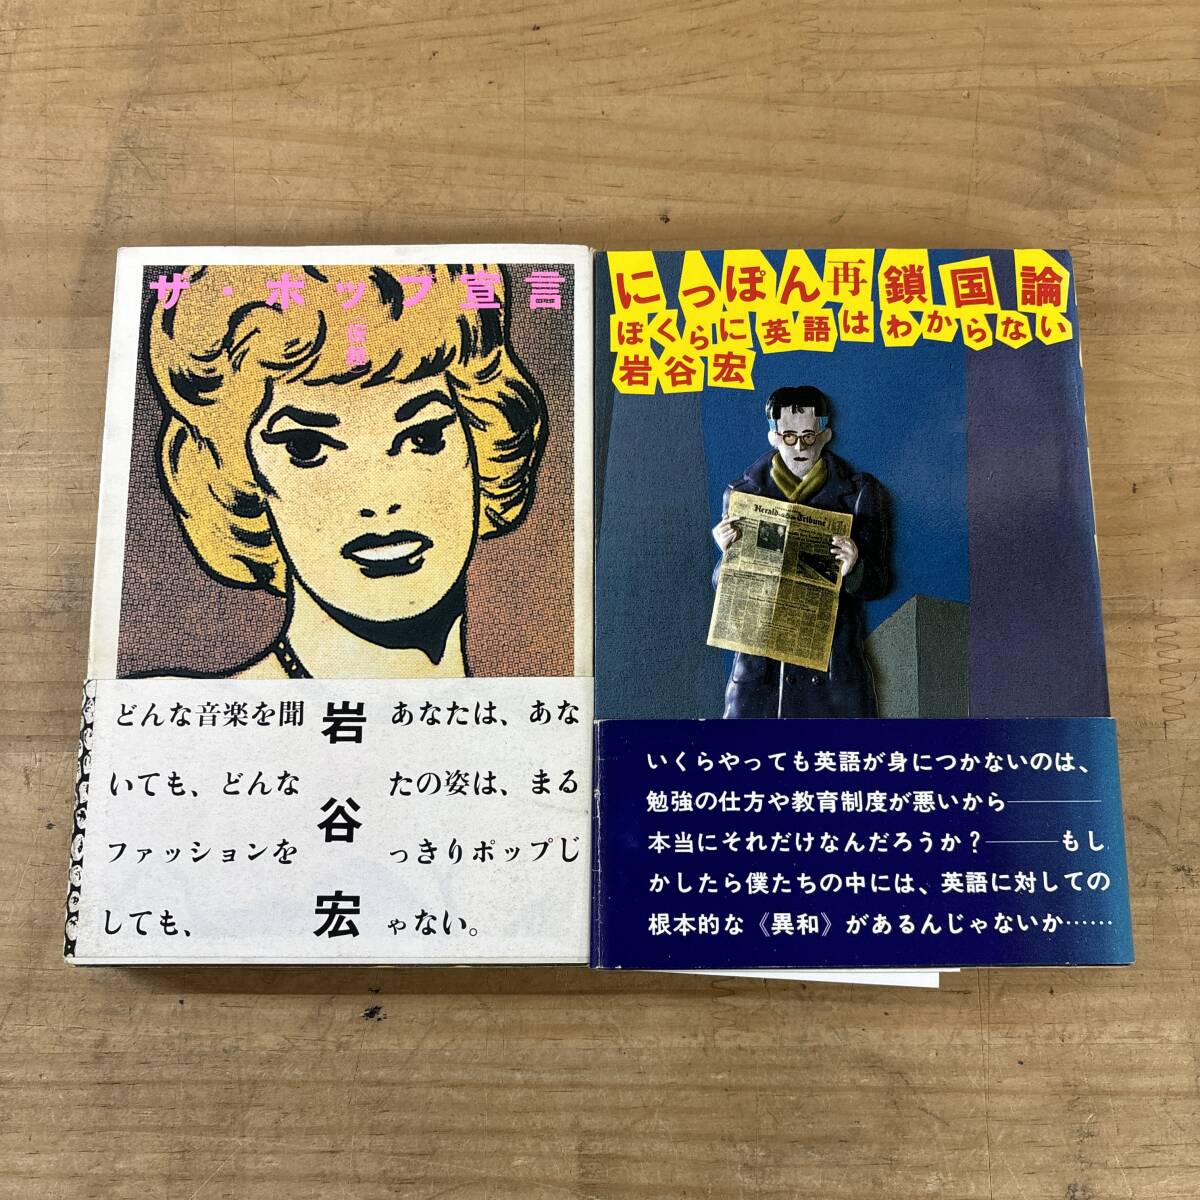 ザ・ポップ宣言
どんな音楽を聞
いても、どんな
ファッションを
しても、
岩谷宏
あなたは、あな
たの姿は、まる
っきりポップじ
ゃない。
にっぽん再鎖国論
ぼくらに英語はわからない
岩谷宏
Herald Tribune
いくらやっても英語が身につかないのは、
勉強の仕方や教育制度が悪いから――
本当にそれだけなんだろうか?――もし
かしたら僕たちの中には、英語に対しての
根本的な《異和》があるんじゃないか……